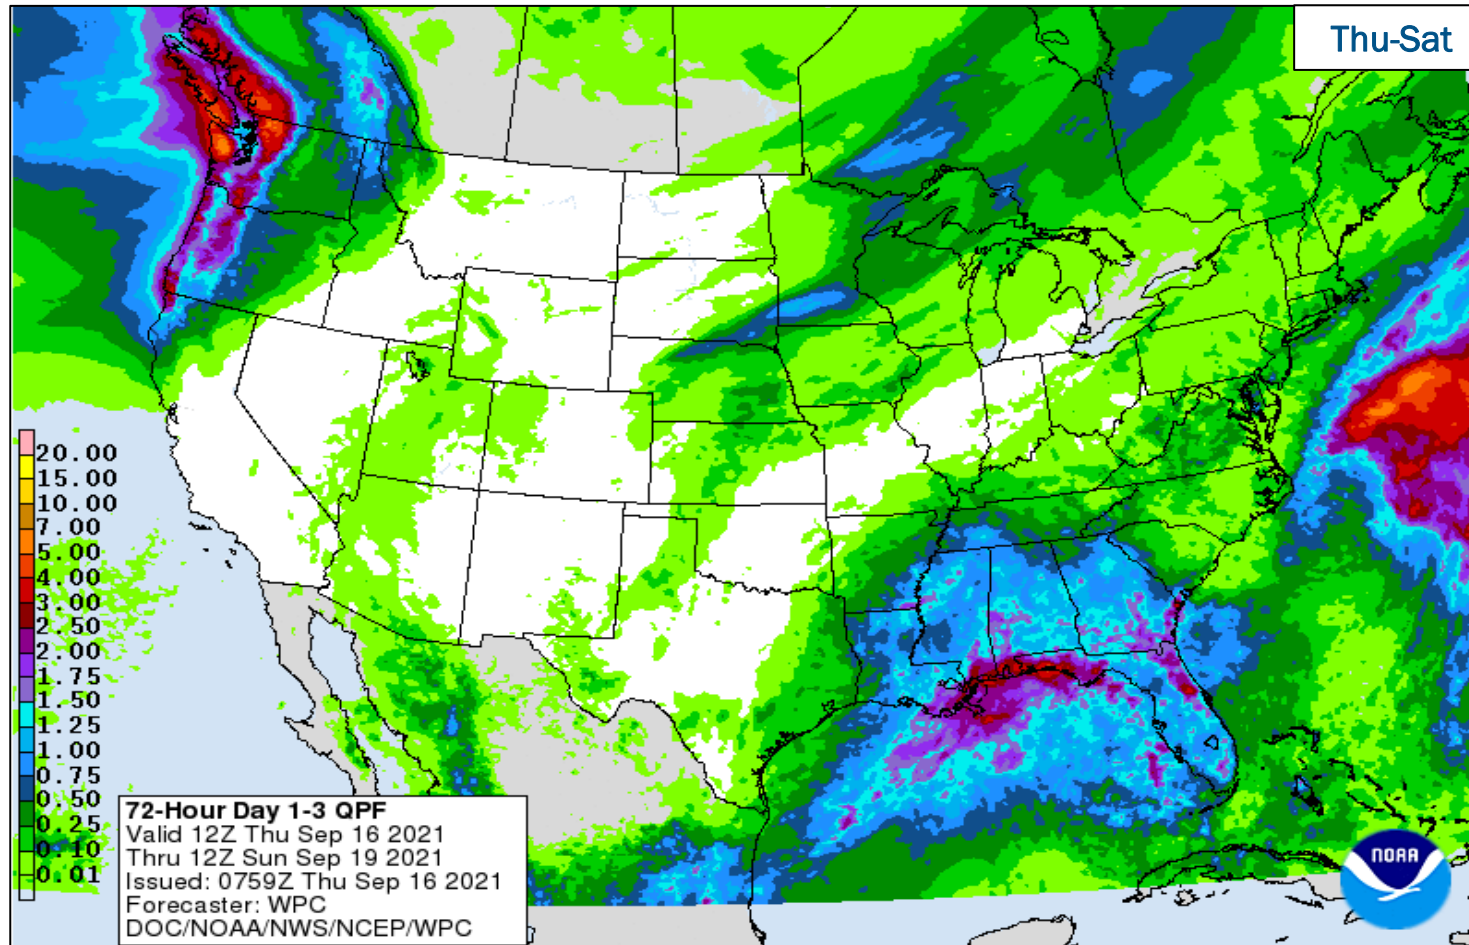 Thu-Sat
20.00
15.00
10.00
7.00
5.00
4.00
3.00
2.50
2.00
1.75
1.50
1.25
1.00
0.75
0.50
0.25
0.10
0.01
72-Hour Day 1-3 QPF
Valid 12Z Thu Sep 16 2021
Thru 12Z Sun Sep 19 2021
Issued: 0759Z Thu Sep 16 2021
Forecaster: WPC
DOC/NOAA/NWS/NCEP/WPC
NOAA